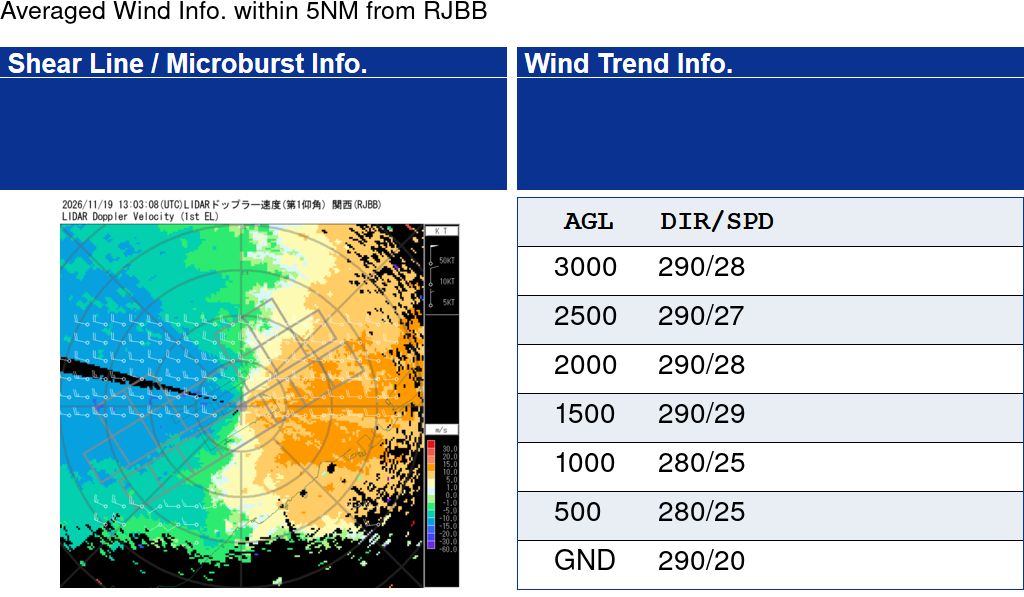 Averaged Wind Info. within 5NM from RJBB
Shear Line / Microburst Info.
Wind Trend Info.
2026/11/19 13:03:08(UTC)LIDARドップラー速度(第1仰角) 関西(RJBB)
LIDAR Doppler Velocity (1st EL)
K T
50KT
10KT
5KT
m/s
30.0
20.0
15.0
10.0
5.0
1.0
0.0
-1.0
-5.0
-10.0
-15.0
-20.0
-30.0
-60.0
AGL DIR/SPD
3000 290/28
2500 290/27
2000 290/28
1500 290/29
1000 280/25
500 280/25
GND 290/20